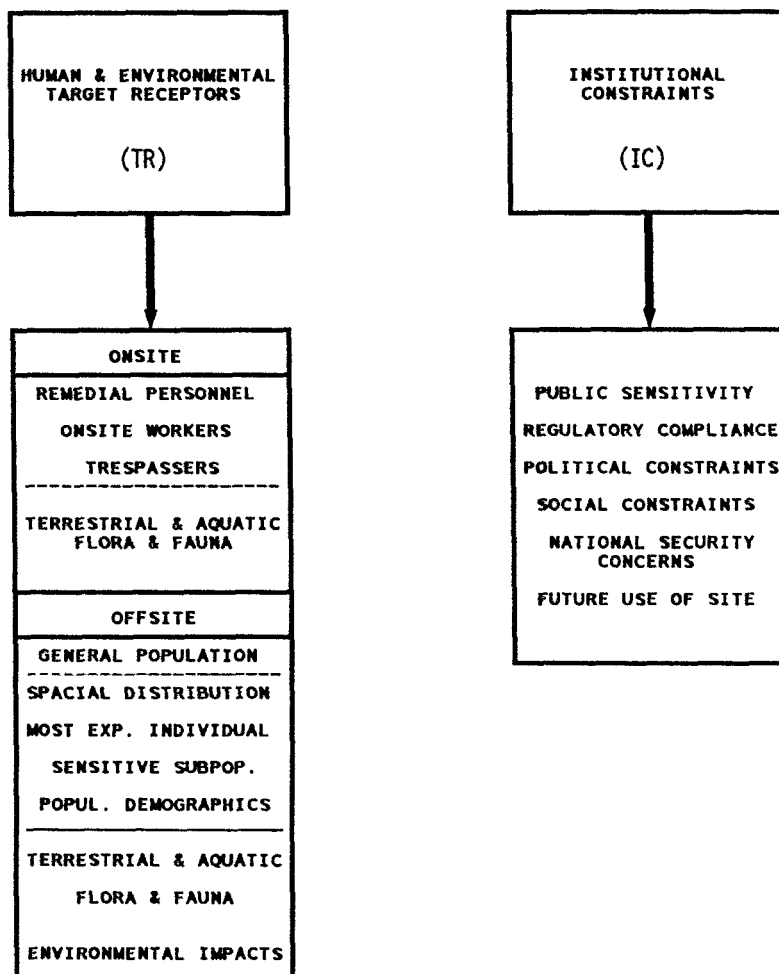 HUMAN & ENVIRONMENTAL
TARGET RECEPTORS
(TR)
ONSITE
REMEDIAL PERSONNEL
ONSITE WORKERS
TRESPASSERS
TERRESTRIAL & AQUATIC
FLORA & FAUNA
OFFSITE
GENERAL POPULATION
SPACIAL DISTRIBUTION
MOST EXP. INDIVIDUAL
SENSITIVE SUBPOP.
POPUL. DEMOGRAPHICS
TERRESTRIAL & AQUATIC
FLORA & FAUNA
ENVIRONMENTAL IMPACTS
INSTITUTIONAL
CONSTRAINTS
(IC)
PUBLIC SENSITIVITY
REGULATORY COMPLIANCE
POLITICAL CONSTRAINTS
SOCIAL CONSTRAINTS
NATIONAL SECURITY
CONCERNS
FUTURE USE OF SITE